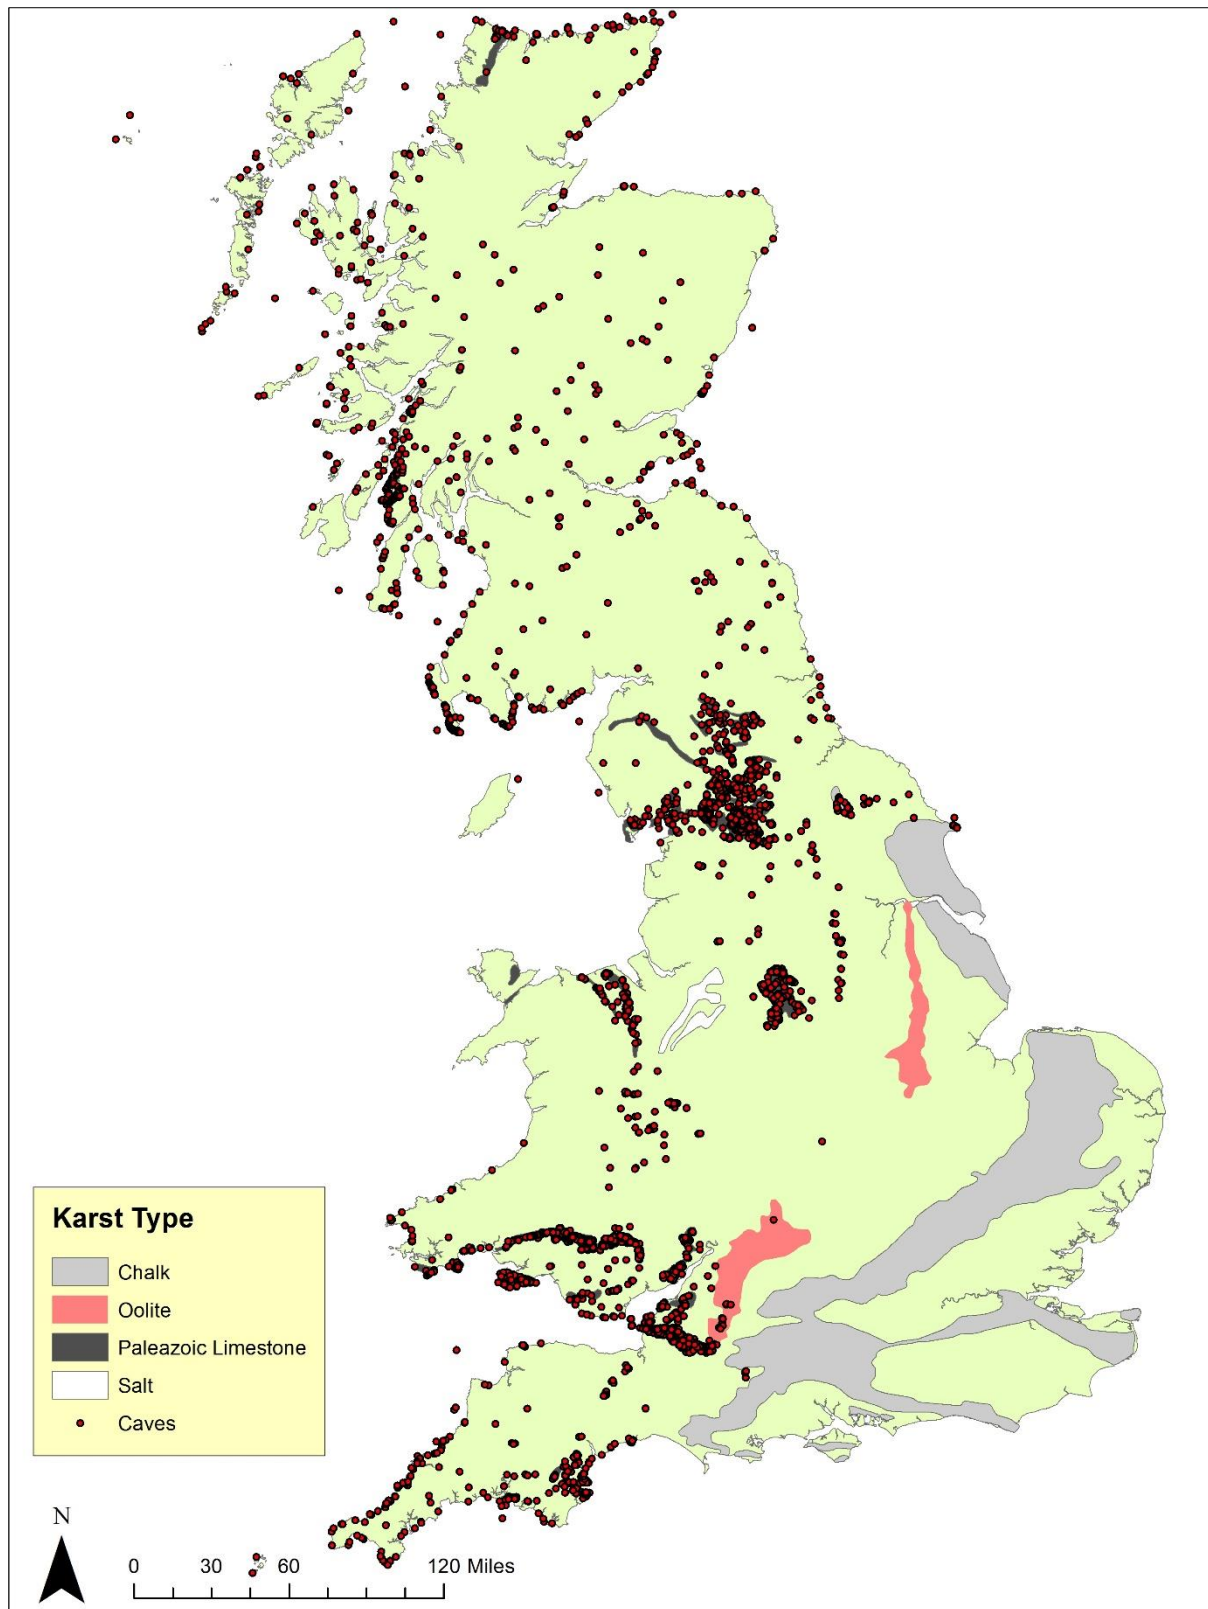 Karst Type
Chalk
Oolite
Paleazoic Limestone
Salt
Caves
N
0 30 60 120 Miles